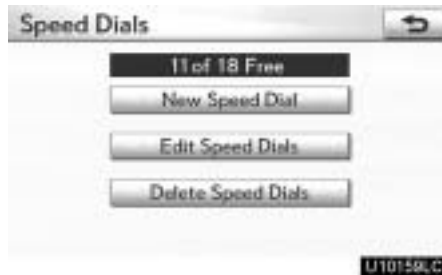 Speed Dials
11 of 18 Free
New Speed Dial
Edit Speed Dials
Delete Speed Dials
U10159LC